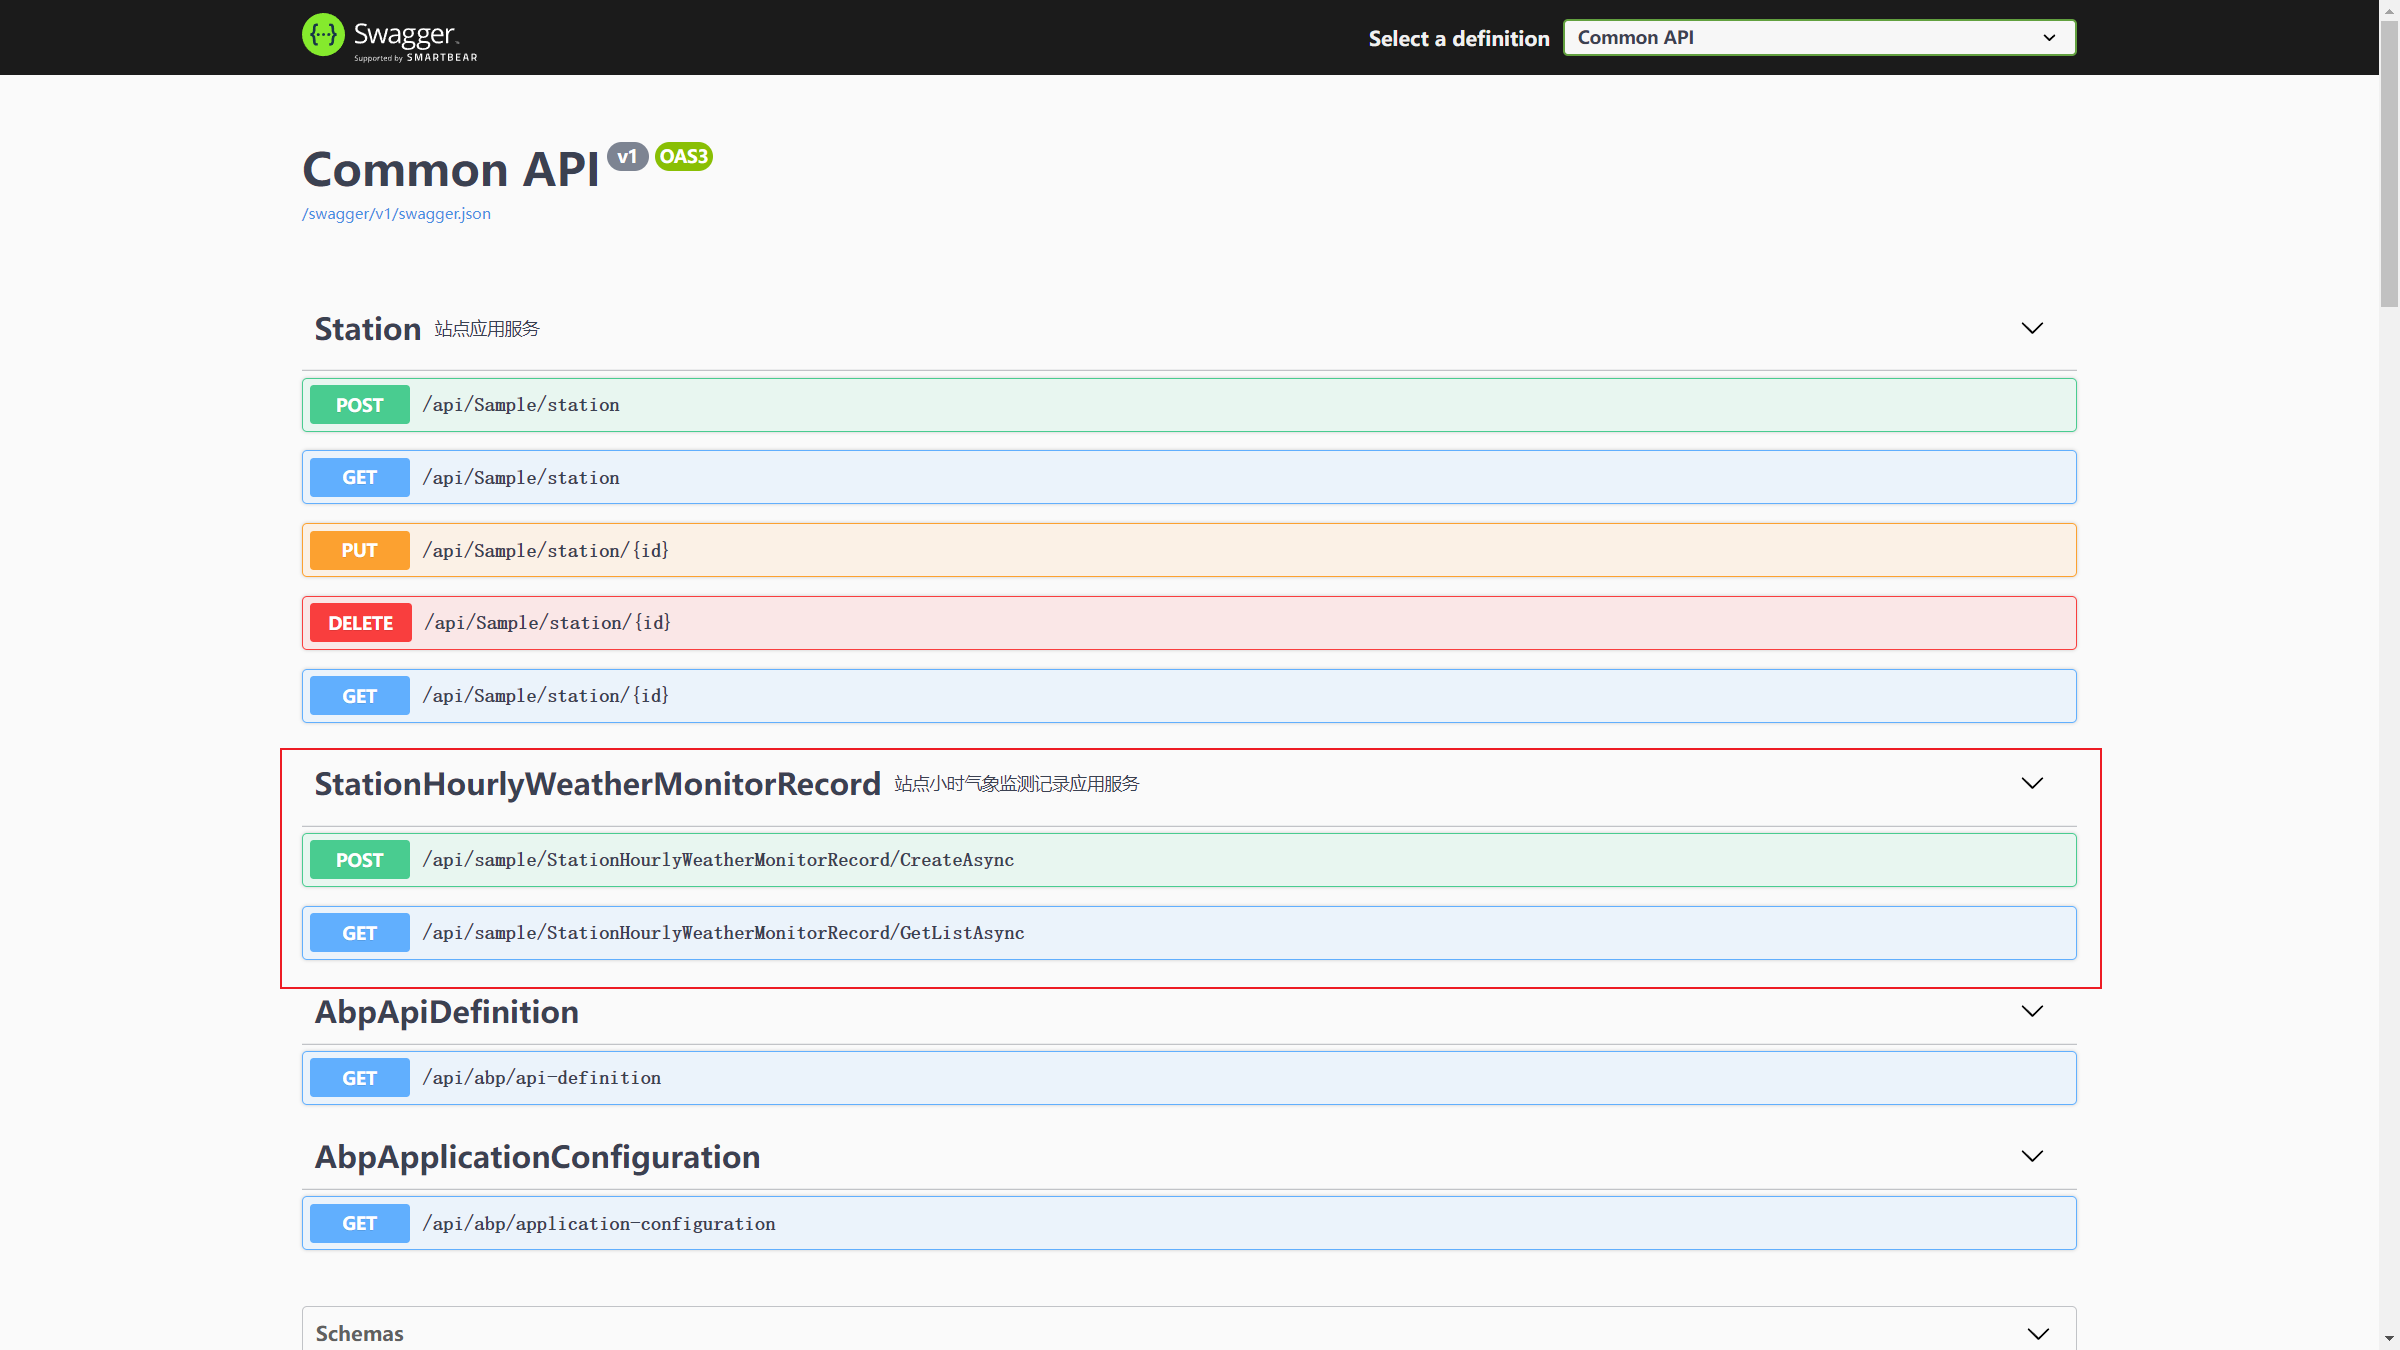 Swagger
Supported by SMARTBEAR
Select a definition
Common API
Common API v1 OAS3
/swagger/v1/swagger.json
Station 站点应用服务
POST /api/Sample/station
GET /api/Sample/station
PUT /api/Sample/station/{id}
DELETE /api/Sample/station/{id}
GET /api/Sample/station/{id}
StationHourlyWeatherMonitorRecord 站点小时气象监测记录应用服务
POST /api/sample/StationHourlyWeatherMonitorRecord/CreateAsync
GET /api/sample/StationHourlyWeatherMonitorRecord/GetListAsync
AbpApiDefinition
GET /api/abp/api-definition
AbpApplicationConfiguration
GET /api/abp/application-configuration
Schemas